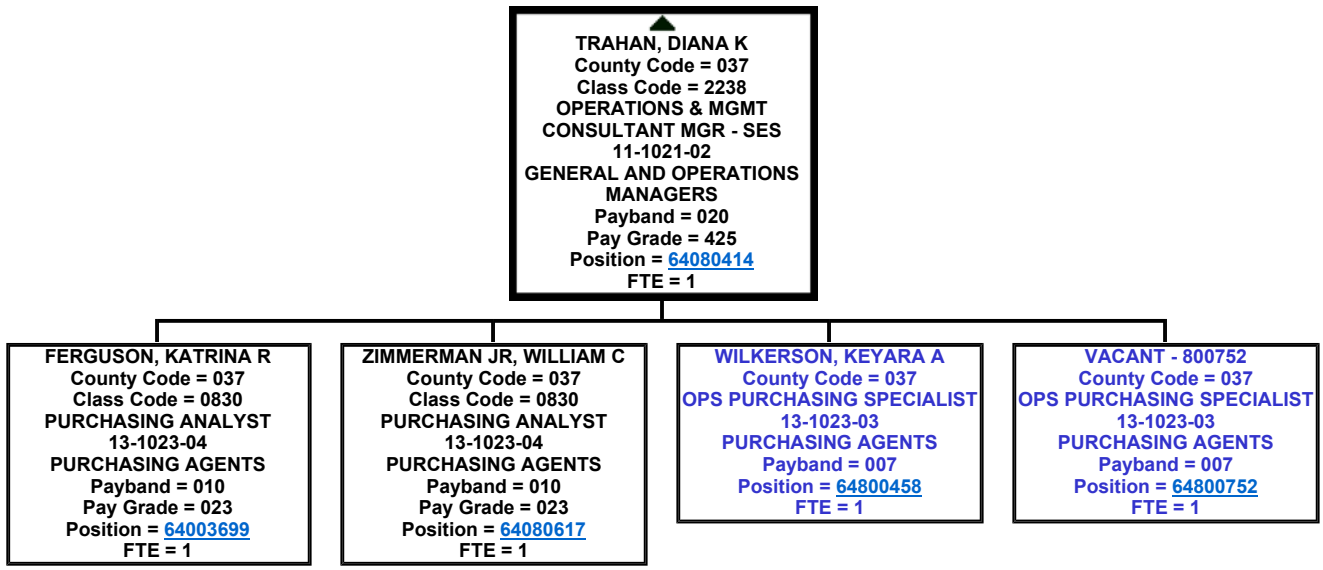 TRAHAN, DIANA K
County Code = 037
Class Code = 2238
OPERATIONS & MGMT
CONSULTANT MGR - SES
11-1021-02
GENERAL AND OPERATIONS
MANAGERS
Payband = 020
Pay Grade = 425
Position = 64080414
FTE = 1
FERGUSON, KATRINA R
County Code = 037
Class Code = 0830
PURCHASING ANALYST
13-1023-04
PURCHASING AGENTS
Payband = 010
Pay Grade = 023
Position = 64003699
FTE = 1
ZIMMERMAN JR, WILLIAM C
County Code = 037
Class Code = 0830
PURCHASING ANALYST
13-1023-04
PURCHASING AGENTS
Payband = 010
Pay Grade = 023
Position = 64080617
FTE = 1
WILKERSON, KEYARA A
County Code = 037
OPS PURCHASING SPECIALIST
13-1023-03
PURCHASING AGENTS
Payband = 007
Position = 64800458
FTE = 1
VACANT - 800752
County Code = 037
OPS PURCHASING SPECIALIST
13-1023-03
PURCHASING AGENTS
Payband = 007
Position = 64800752
FTE = 1